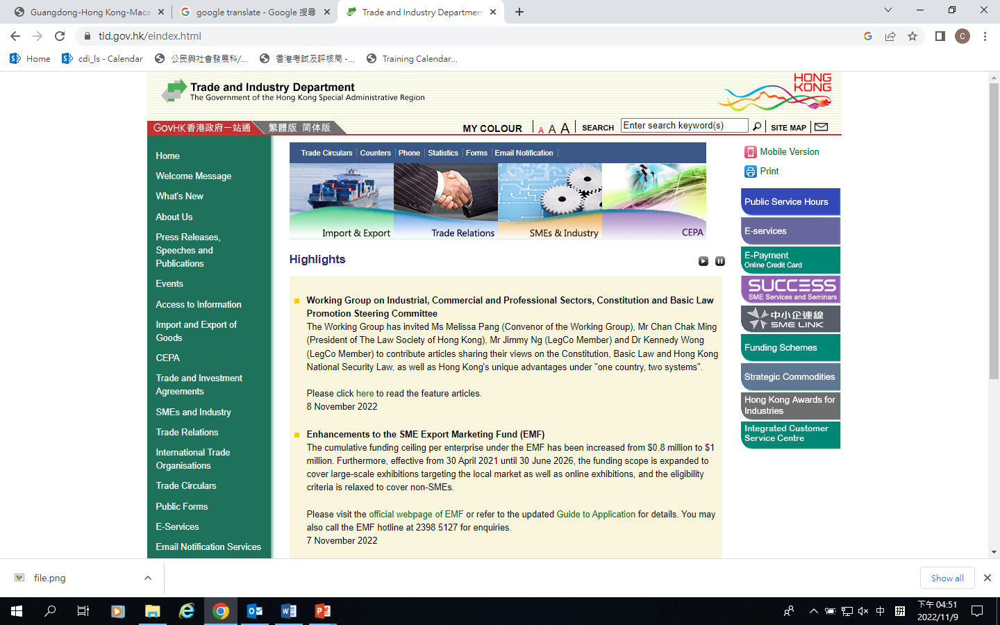 Guangdong-Hong Kong-Maca
google translate - Google 搜尋
Trade and Industry Department
tid.gov.hk/eindex.html
C
Home
cdi_ls - Calendar
公民與社會發展科/...
香港考試及評核局 -...
Training Calendar...
Trade and Industry Department
The Government of the Hong Kong Special Administrative Region
HONG
KONG
GovHK香港政府一站通
繁體版 简体版
MY COLOUR
A A A
SEARCH
Enter search keyword(s)
SITE MAP
Home
Welcome Message
What's New
About Us
Press Releases,
Speeches and
Publications
Events
Access to Information
Import and Export of
Goods
CEPA
Trade and Investment
Agreements
SMEs and Industry
Trade Relations
International Trade
Organisations
Trade Circulars
Public Forms
E-Services
Email Notification Services
Trade Circulars
Counters
Phone
Statistics
Forms
Email Notification
Import & Export
Trade Relations
SMEs & Industry
CEPA
Highlights
Working Group on Industrial, Commercial and Professional Sectors, Constitution and Basic Law
Promotion Steering Committee
The Working Group has invited Ms Melissa Pang (Convenor of the Working Group), Mr Chan Chak Ming
(President of The Law Society of Hong Kong), Mr Jimmy Ng (LegCo Member) and Dr Kennedy Wong
(LegCo Member) to contribute articles sharing their views on the Constitution, Basic Law and Hong Kong
National Security Law, as well as Hong Kong's unique advantages under "one country, two systems".
Please click here to read the feature articles.
8 November 2022
Enhancements to the SME Export Marketing Fund (EMF)
The cumulative funding ceiling per enterprise under the EMF has been increased from $0.8 million to $1
million. Furthermore, effective from 30 April 2021 until 30 June 2026, the funding scope is expanded to
cover large-scale exhibitions targeting the local market as well as online exhibitions, and the eligibility
criteria is relaxed to cover non-SMEs.
Please visit the official webpage of EMF or refer to the updated Guide to Application for details. You may
also call the EMF hotline at 2398 5127 for enquiries.
7 November 2022
Mobile Version
Print
Public Service Hours
E-services
E-Payment
Online Credit Card
SUCCESS
SME Services and Seminars
中小企連線
SME LINK
Funding Schemes
Strategic Commodities
Hong Kong Awards for
Industries
Integrated Customer
Service Centre
file.png
Show all
中
拼
下午 04:51
2022/11/9